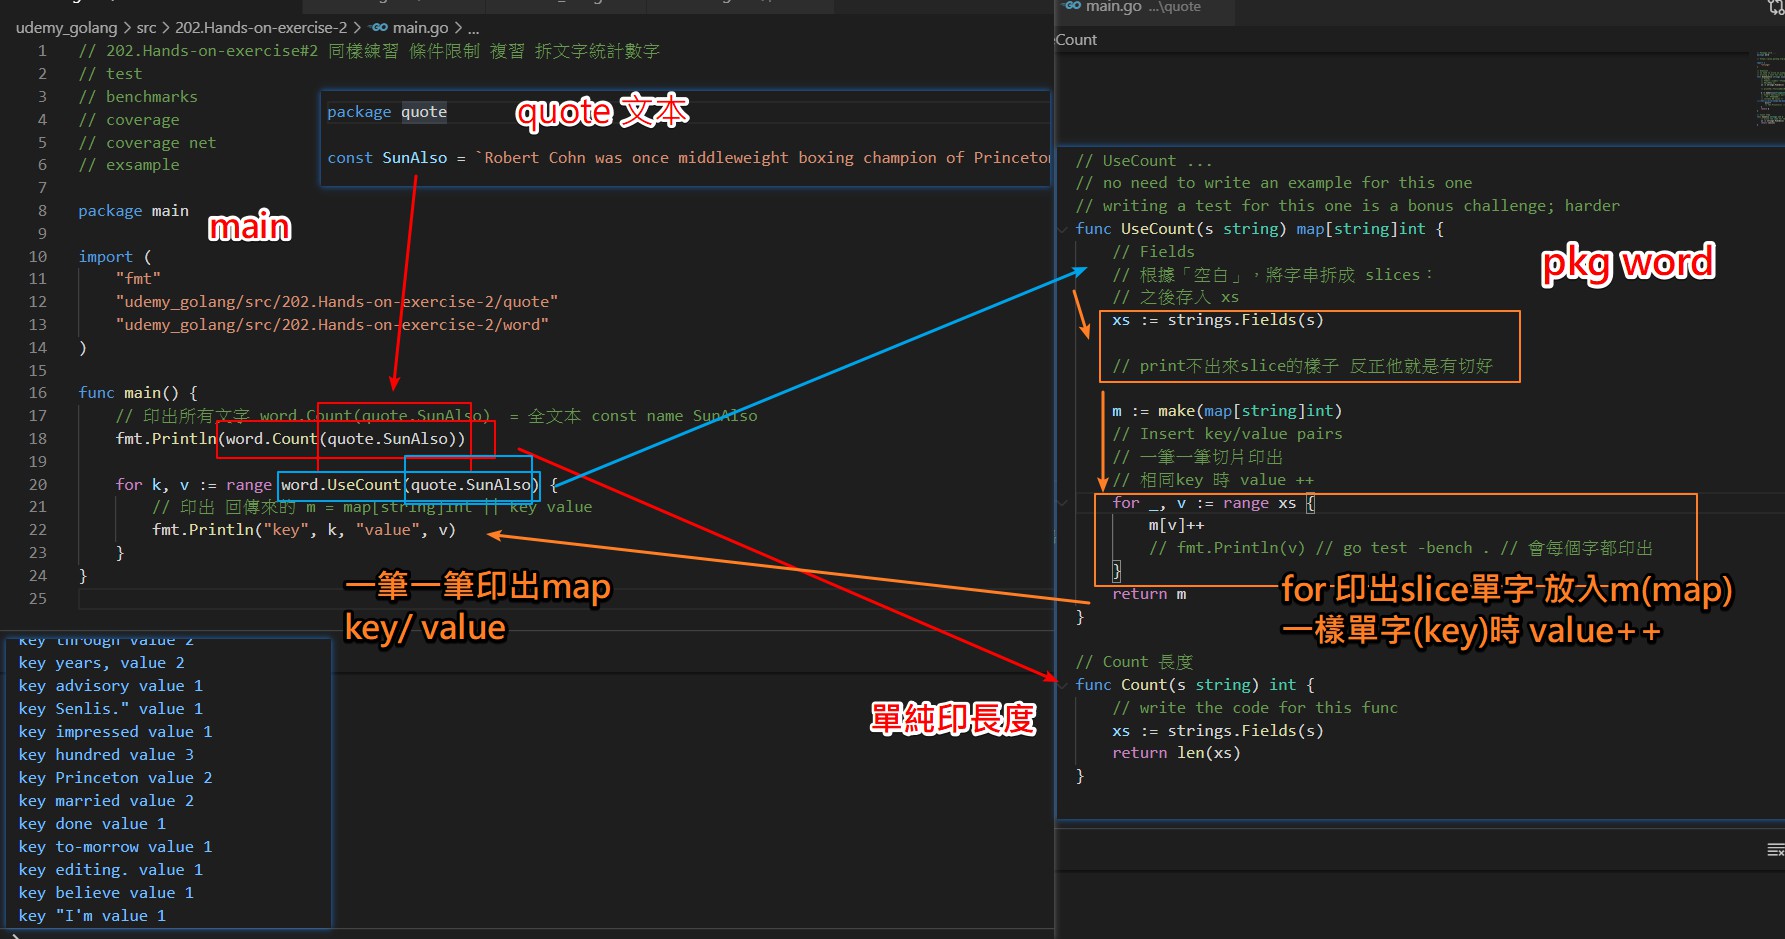 udemy_golang > src > 202.Hands-on-exercise-2 > main.go > ...
1 // 202.Hands-on-exercise#2 同樣練習 條件限制 複習 拆文字統計數字
2 // test
3 // benchmarks
4 // coverage
5 // coverage net
6 // exsample
7
8 package main
9
10 import (
11 "fmt"
12 "udemy_golang/src/202.Hands-on-exercise-2/quote"
13 "udemy_golang/src/202.Hands-on-exercise-2/word"
14 )
15
16 func main() {
17 // 印出所有文字 word.Count(quote.SunAlso) = 全文本 const name SunAlso
18 fmt.Println(word.Count(quote.SunAlso))
19
20 for k, v := range word.UseCount(quote.SunAlso) {
21 // 印出 回傳來的 m = map[string]int || key value
22 fmt.Println("key", k, "value", v)
23 }
24 }
25
main
package quote
quote 文本
const SunAlso = `Robert Cohn was once middleweight boxing champion of Princeton
一筆一筆印出map
key/ value
key through value 2
key years, value 2
key advisory value 1
key Senlis." value 1
key impressed value 1
key hundred value 3
key Princeton value 2
key married value 2
key done value 1
key to-morrow value 1
key editing. value 1
key believe value 1
key "I'm value 1
單純印長度
main.go ...\quote
Count
// UseCount ...
// no need to write an example for this one
// writing a test for this one is a bonus challenge; harder
func UseCount(s string) map[string]int {
// Fields
// 根據「空白」，將字串拆成 slices：
// 之後存入 xs
xs := strings.Fields(s)
// print不出來slice的樣子 反正他就是有切好
m := make(map[string]int)
// Insert key/value pairs
// 一筆一筆切片印出
// 相同key 時 value ++
for _, v := range xs {
m[v]++
// fmt.Println(v) // go test -bench . // 會每個字都印出
}
return m
}
pkg word
for 印出slice單字 放入m(map)
一樣單字(key)時 value++
// Count 長度
func Count(s string) int {
// write the code for this func
xs := strings.Fields(s)
return len(xs)
}